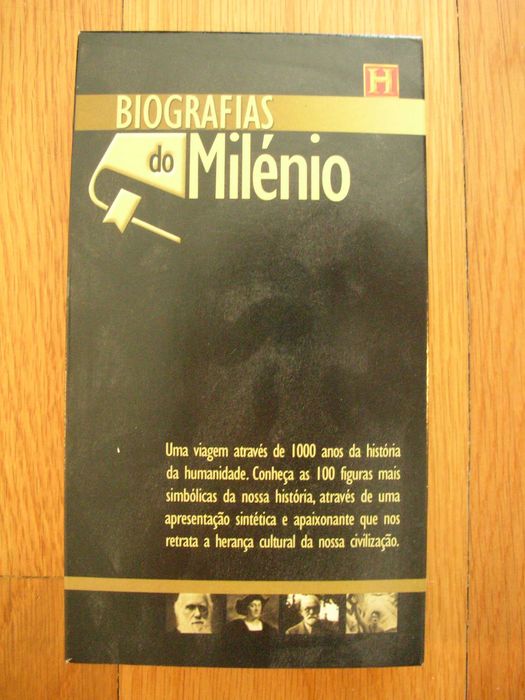 H
BIOGRAFIAS
do Milénio
Uma viagem através de 1000 anos da história
da humanidade. Conheça as 100 figuras mais
simbólicas da nossa história, através de uma
apresentação sintética e apaixonante que nos
retrata a herança cultural da nossa civilização.